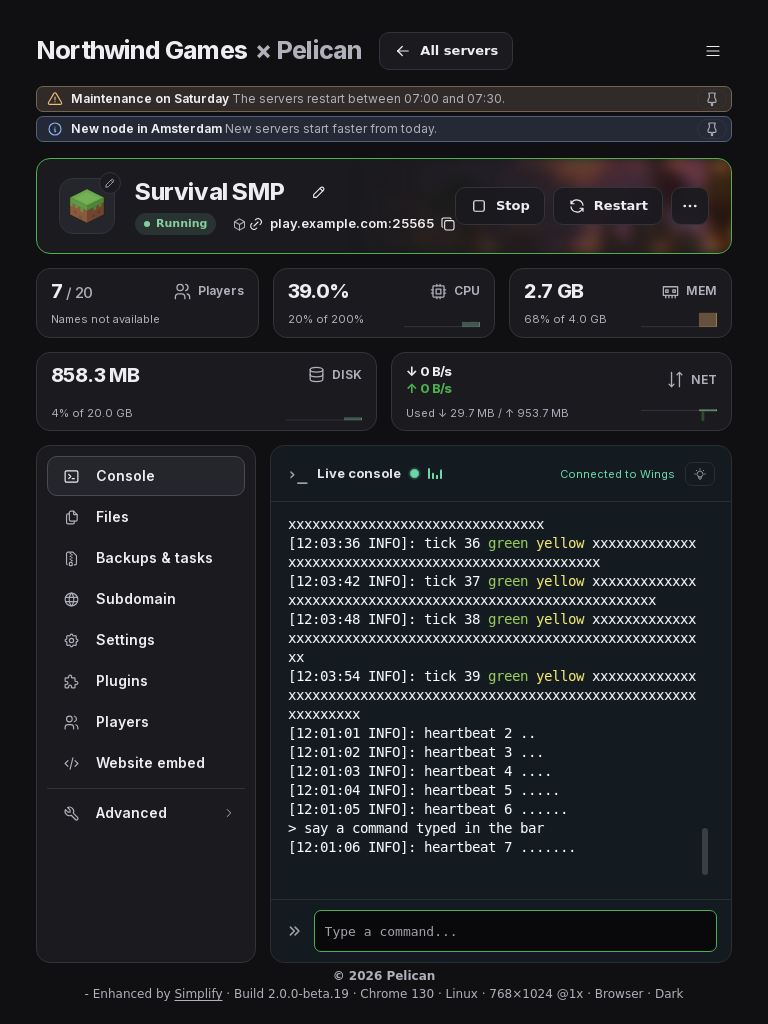 Northwind Games × Pelican
All servers
Maintenance on Saturday The servers restart between 07:00 and 07:30.
New node in Amsterdam New servers start faster from today.
Survival SMP
Running
play.example.com:25565
Stop
Restart
7 / 20
Players
Names not available
39.0%
CPU
20% of 200%
2.7 GB
MEM
68% of 4.0 GB
858.3 MB
DISK
4% of 20.0 GB
↓ 0 B/s
↑ 0 B/s
NET
Used ↓ 29.7 MB / ↑ 953.7 MB
Console
Files
Backups & tasks
Subdomain
Settings
Plugins
Players
Website embed
Advanced
Live console
Connected to Wings
xxxxxxxxxxxxxxxxxxxxxxxxxxxxxxxx
[12:03:36 INFO]: tick 36 green yellow xxxxxxxxxxxxx
xxxxxxxxxxxxxxxxxxxxxxxxxxxxxxxxxxxxxxx
[12:03:42 INFO]: tick 37 green yellow xxxxxxxxxxxxx
xxxxxxxxxxxxxxxxxxxxxxxxxxxxxxxxxxxxxxxxxxxxxx
[12:03:48 INFO]: tick 38 green yellow xxxxxxxxxxxxx
xxxxxxxxxxxxxxxxxxxxxxxxxxxxxxxxxxxxxxxxxxxxxxxxxxx
xx
[12:03:54 INFO]: tick 39 green yellow xxxxxxxxxxxxx
xxxxxxxxxxxxxxxxxxxxxxxxxxxxxxxxxxxxxxxxxxxxxxxxxxx
xxxxxxxxx
[12:01:01 INFO]: heartbeat 2 ..
[12:01:02 INFO]: heartbeat 3 ...
[12:01:03 INFO]: heartbeat 4 ....
[12:01:04 INFO]: heartbeat 5 .....
[12:01:05 INFO]: heartbeat 6 ......
> say a command typed in the bar
[12:01:06 INFO]: heartbeat 7 .......
Type a command...
© 2026 Pelican
- Enhanced by Simplify · Build 2.0.0-beta.19 · Chrome 130 · Linux · 768×1024 @1x · Browser · Dark